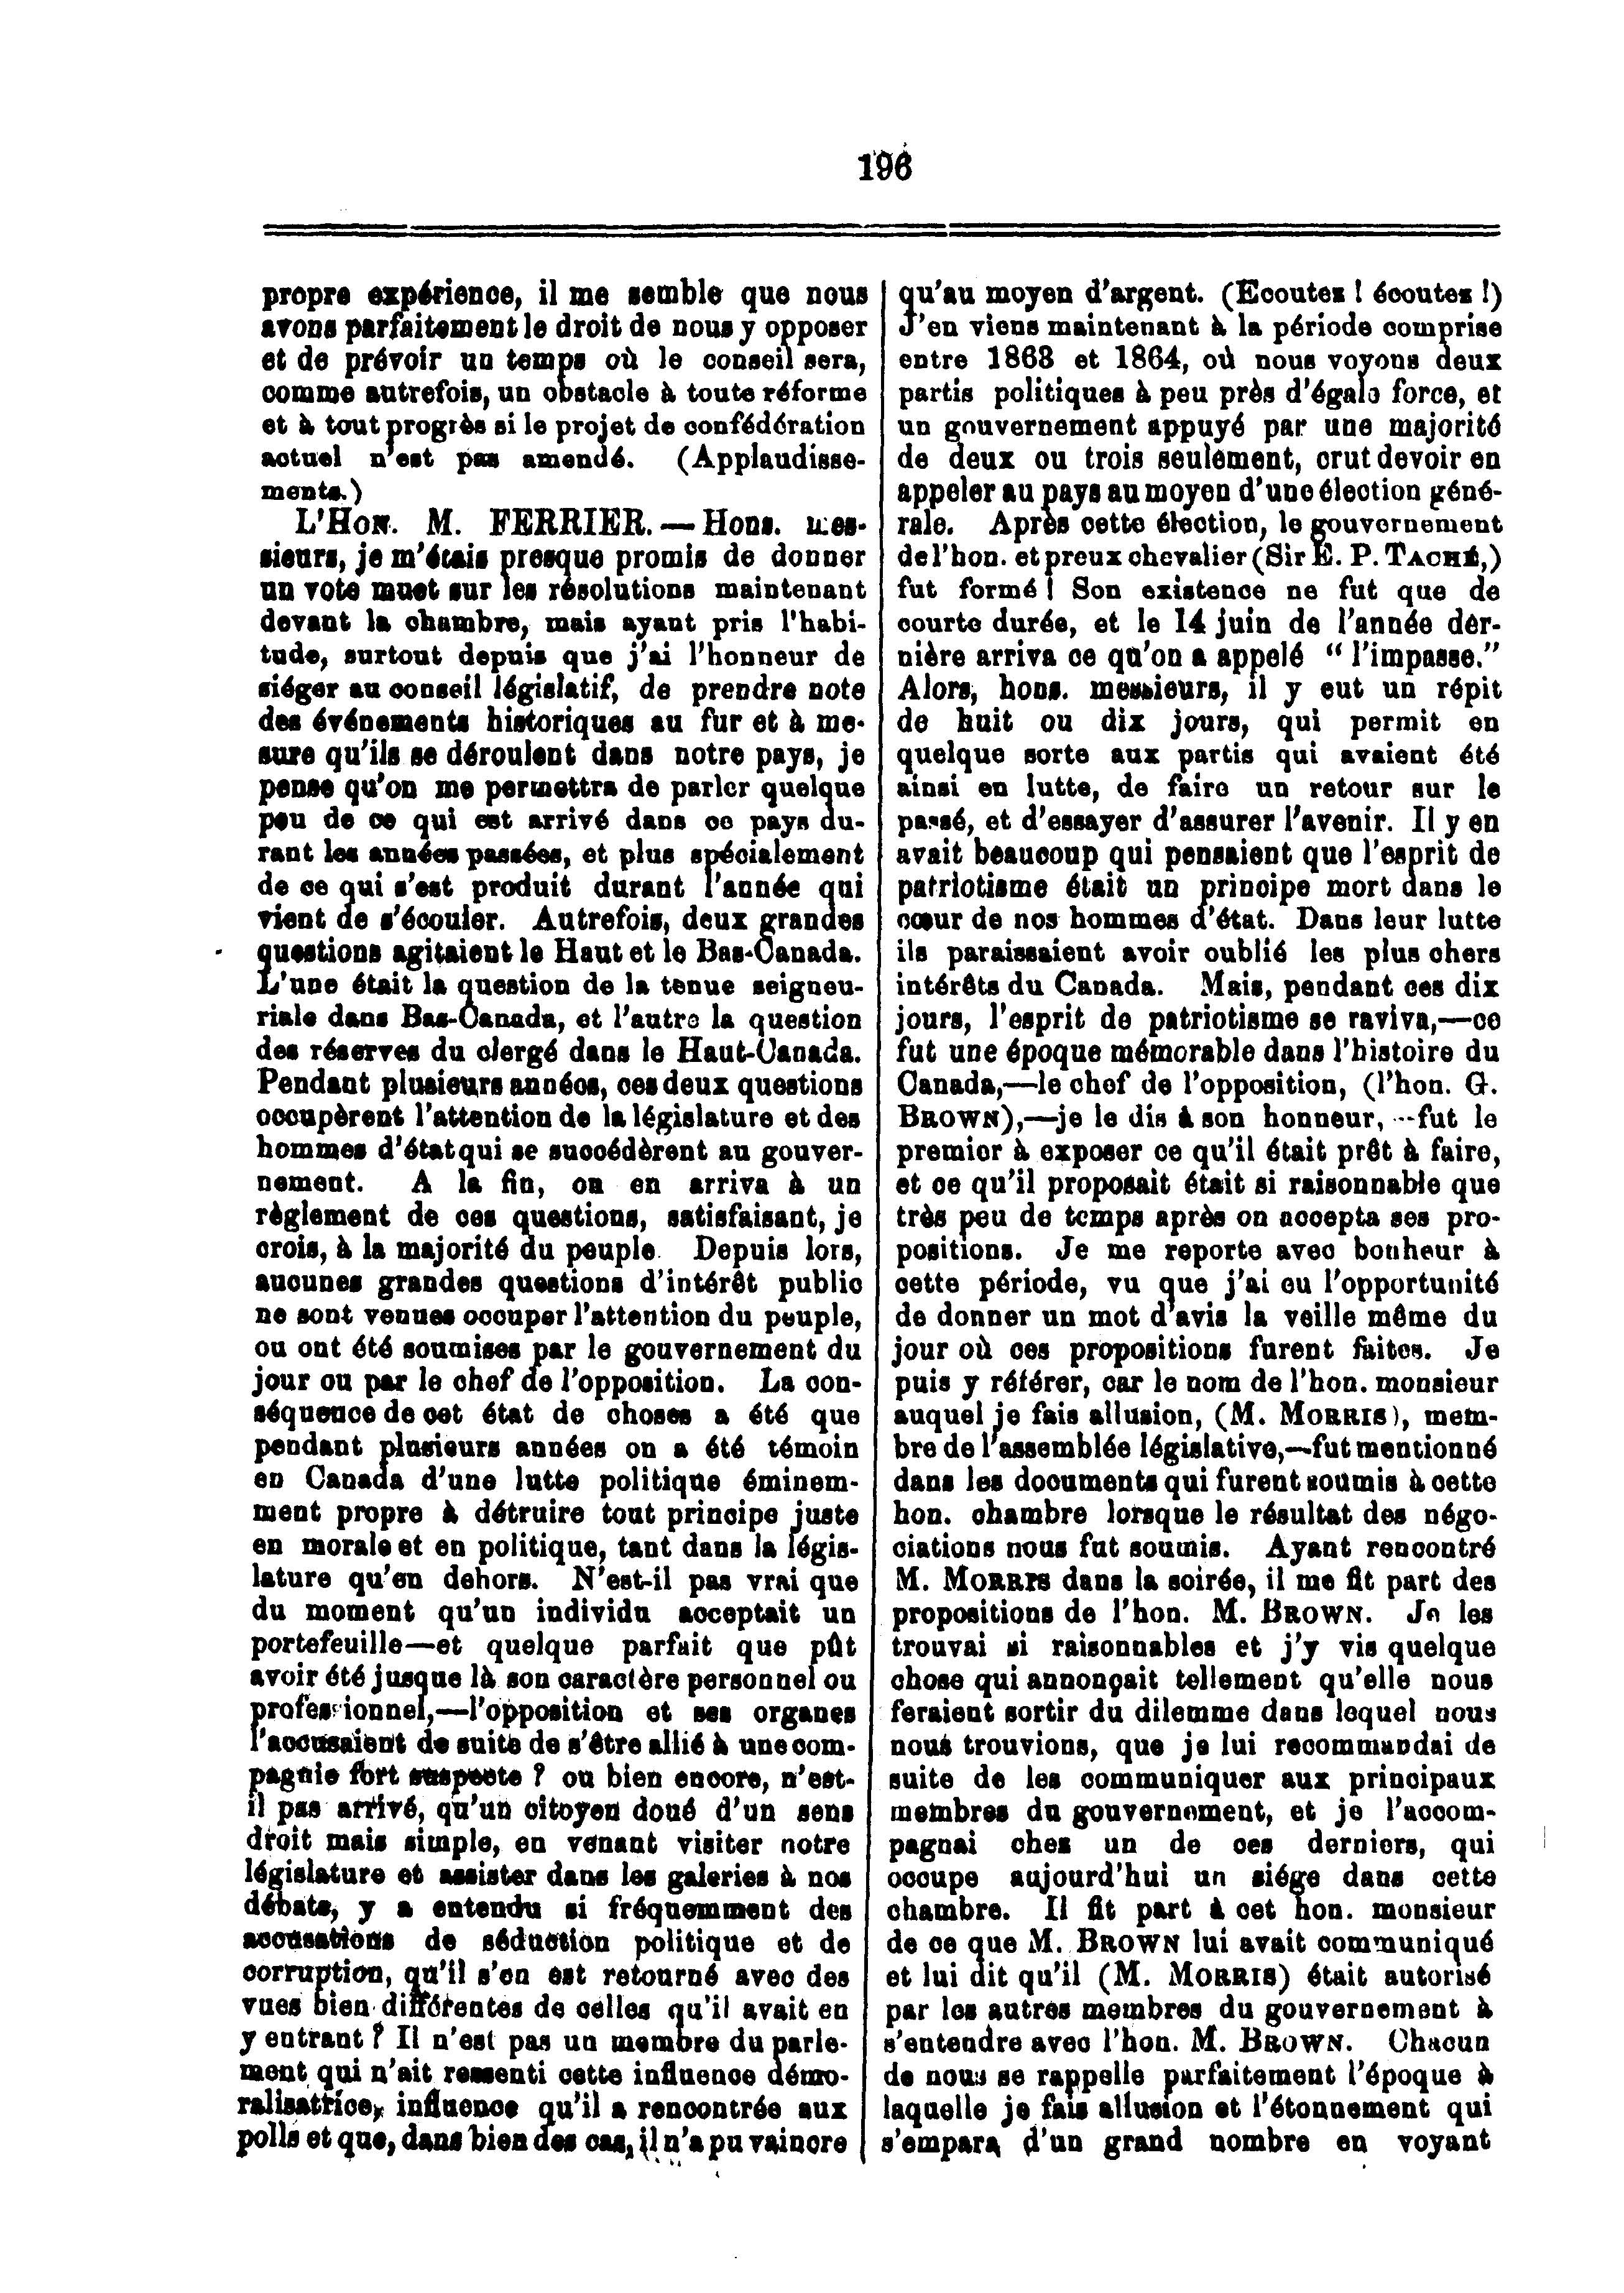 196
propre expérience, il me semble que nous
avons parfaitement le droit de nous y opposer
et de prévoir un temps où le conseil sera,
comme autrefois, un obstacle à toute réforme
et à tout progrès si le projet de confédération
actuel n'est pas amendé. (Applaudisse-
ments.)
L'HON. M. FERRIER.—Hons. mes-
sieurs, je m'étais presque promis de donner
un vote muet sur les résolutions maintenant
devant la chambre, mais ayant pris l'habi-
tude, surtout depuis que j'ai l'honneur de
siéger au conseil législatif, de prendre note
des événements historiques au fur et à me-
sure qu'ils se déroulent dans notre pays, je
pense qu'on me permettra de parler quelque
peu de ce qui est arrivé dans ce pays du-
rant les années passées, et plus spécialement
de ce qui s'est produit durant l'année qui
vient de s'écouler. Autrefois, deux grandes
questions agitaient le Haut et le Bas-Canada.
L'une était la question de la tenue seigneu-
riale dans Bas-Canada, et l'autre la question
des réserves du clergé dans le Haut-Canada.
Pendant plusieurs années, ces deux questions
occupèrent l'attention de la législature et des
hommes d'état qui se succédèrent au gouver-
nement. A la fin, on en arriva à un
règlement de ces questions, satisfaisant, je
crois, à la majorité du peuple. Depuis lors,
aucunes grandes questions d'intérêt public
ne sont venues occuper l'attention du peuple,
ou ont été soumises par le gouvernement du
jour ou par le chef de l'opposition. La con-
séquence de cet état de choses a été que
pendant plusieurs années on a été témoin
en Canada d'une lutte politique éminem-
ment propre à détruire tout principe juste
en morale et en politique, tant dans la légis-
lature qu'en dehors. N'est-il pas vrai que
du moment qu'un individu acceptait un
portefeuille—et quelque parfait que pût
avoir été jusque là son caractère personnel ou
professionnel,—l'opposition et ses organes
l'accusaient de suite de s'être allié à une com-
pagnie fort suspecte ? ou bien encore, n'est-
il pas arrivé, qu'un citoyen doué d'un sens
droit mais simple, en venant visiter notre
législature et assister dans les galeries à nos
débats, y a entendu si fréquemment des
accusations de séduction politique et de
corruption, qu'il s'en est retourné avec des
vues bien différentes de celles qu'il avait en
y entrant ? Il n'est pas un membre du parle-
ment qui n'ait ressenti cette influence démo-
ralisatrice, influence qu'il a rencontrée aux
polls et que, dans bien des cas, il n'a pu vaincre
qu'au moyen d'argent. (Ecoutez ! écoutez !)
J'en viens maintenant à la période comprise
entre 1863 et 1864, où nous voyons deux
partis politiques à peu près d'égale force, et
un gouvernement appuyé par une majorité
de deux ou trois seulement, crut devoir en
appeler au pays au moyen d'une élection géné-
rale. Après cette élection, le gouvernement
de l'hon. et preux chevalier (Sir E. P. TACHÉ,)
fut formé ! Son existence ne fut que de
courte durée, et le 14 juin de l'année der-
nière arriva ce qu'on a appelé “ l'impasse.”
Alors, hons. messieurs, il y eut un répit
de huit ou dix jours, qui permit en
quelque sorte aux partis qui avaient été
ainsi en lutte, de faire un retour sur le
passé, et d'essayer d'assurer l'avenir. Il y en
avait beaucoup qui pensaient que l'esprit de
patriotisme était un principe mort dans le
cœur de nos hommes d'état. Dans leur lutte
ils paraissaient avoir oublié les plus chers
intérêts du Canada. Mais, pendant ces dix
jours, l'esprit de patriotisme se raviva,—ce
fut une époque mémorable dans l'histoire du
Canada,—le chef de l'opposition, (l'hon. G.
BROWN),—je le dis à son honneur,—fut le
premier à exposer ce qu'il était prêt à faire,
et ce qu'il proposait était si raisonnable que
très peu de temps après on accepta ses pro-
positions. Je me reporte avec bonheur à
cette période, vu que j'ai eu l'opportunité
de donner un mot d'avis la veille même du
jour où ces propositions furent faites. Je
puis y référer, car le nom de l'hon. monsieur
auquel je fais allusion, (M. MORRIS), mem-
bre de l'assemblée législative,—fut mentionné
dans les documents qui furent soumis à cette
hon. chambre lorsque le résultat des négo-
ciations nous fut soumis. Ayant rencontré
M. MORRIS dans la soirée, il me fit part des
propositions de l'hon. M. BROWN. Je les
trouvai si raisonnables et j'y vis quelque
chose qui annonçait tellement qu'elle nous
feraient sortir du dilemme dans lequel nous
nous trouvions, que je lui recommandai de
suite de les communiquer aux principaux
membres du gouvernement, et je l'accom-
pagnai chez un de ces derniers, qui
occupe aujourd'hui un siége dans cette
chambre. Il fit part à cet hon. monsieur
de ce que M. BROWN lui avait communiqué
et lui dit qu'il (M. MORRIS) était autorisé
par les autres membres du gouvernement à
s'entendre avec l'hon. M. BROWN. Chacun
de nous se rappelle parfaitement l'époque à
laquelle je fais allusion et l'étonnement qui
s'empara d'un grand nombre en voyant